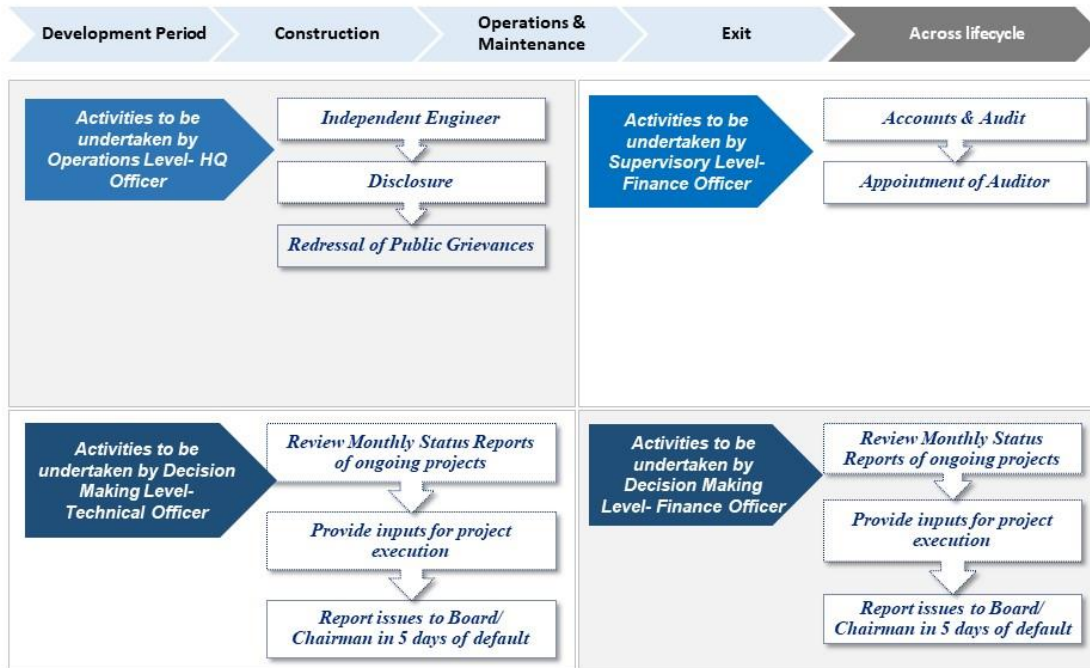 Development Period
Construction
Operations &
Maintenance
Exit
Across lifecycle
Activities to be
undertaken by
Operations Level- HQ
Officer
Independent Engineer
Disclosure
Redressal of Public Grievances
Activities to be
undertaken by
Supervisory Level-
Finance Officer
Accounts & Audit
Appointment of Auditor
Activities to be
undertaken by Decision
Making Level-
Technical Officer
Review Monthly Status Reports
of ongoing projects
Provide inputs for project
execution
Report issues to Board/
Chairman in 5 days of default
Activities to be
undertaken by
Decision Making
Level- Finance Officer
Review Monthly Status
Reports of ongoing projects
Provide inputs for project
execution
Report issues to Board/
Chairman in 5 days of default